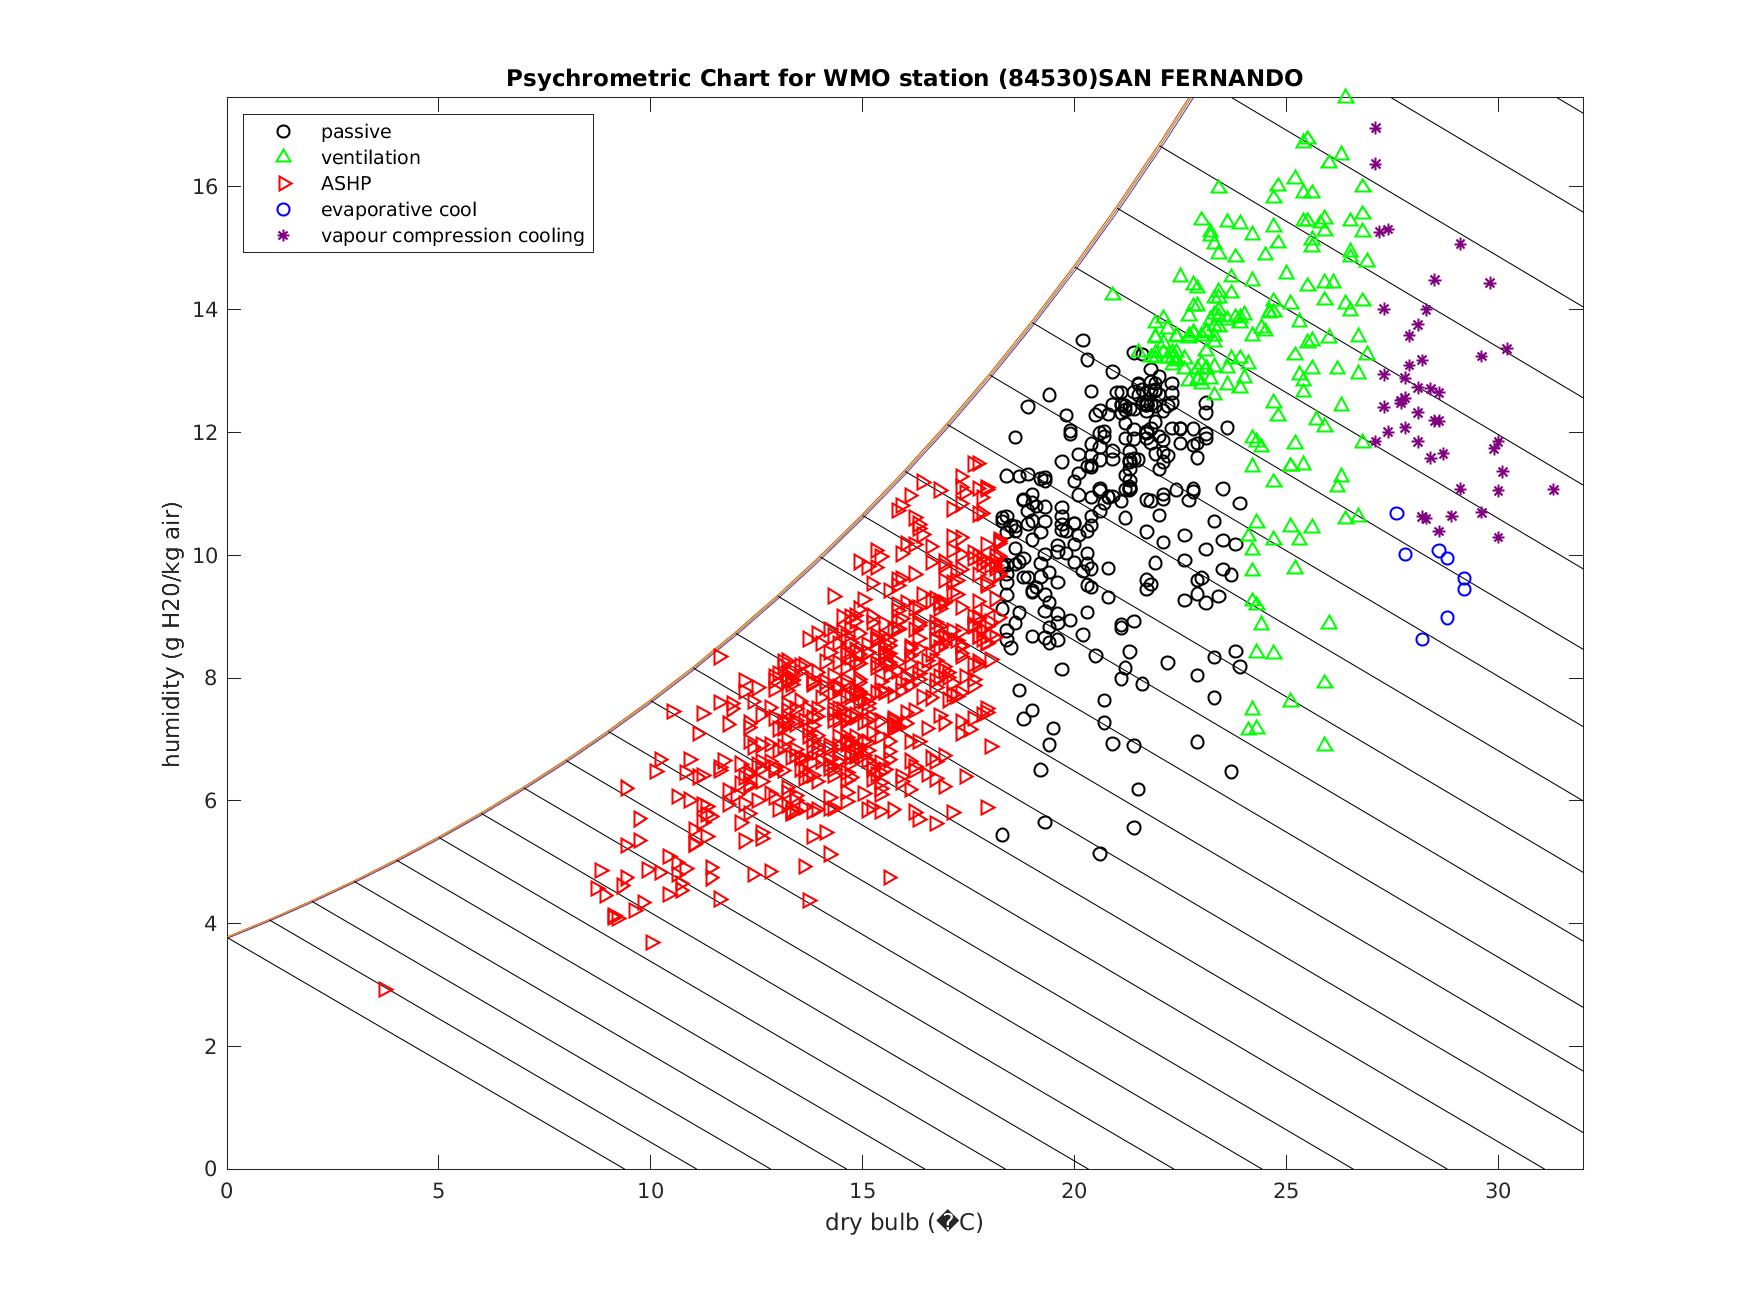 Psychrometric Chart for WMO station (84530)SAN FERNANDO
passive
ventilation
ASHP
evaporative cool
vapour compression cooling
humidity (g H20/kg air)
16
14
12
10
8
6
4
2
0
0 5 10 15 20 25 30
dry bulb (�C)